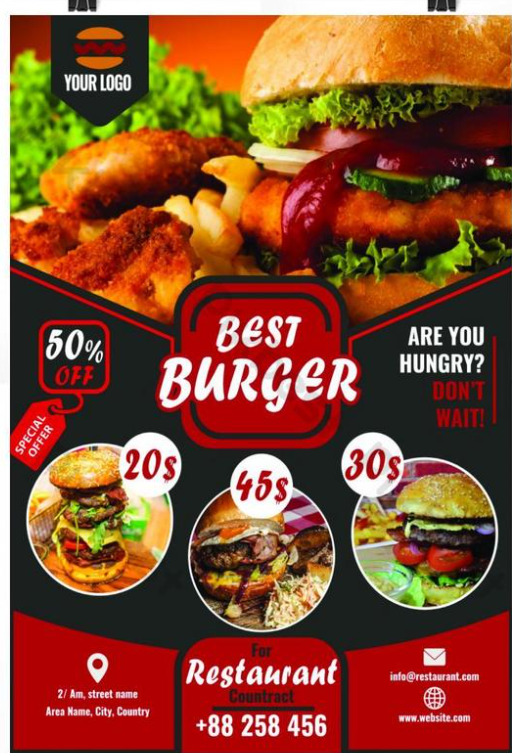 YOUR LOGO
BEST
BURGER
50%
OFF
SPECIAL
OFFER
ARE YOU
HUNGRY?
DON'T
WAIT!
20$
45$
30$
2/ Am, street name
Area Name, City, Country
For
Restaurant
Countract
+88 258 456
info@restaurant.com
www.website.com